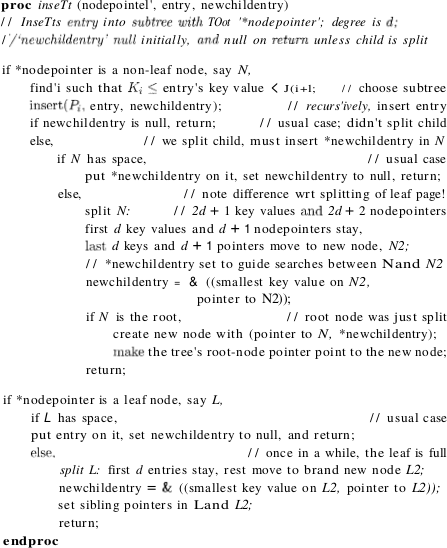 proc inseTt (nodepointel', entry, newchildentry)
// InseTts entry into subtree with TOot '*nodepointer'; degree is d;
/'/'newchildentry' null initially, and null on return unless child is split
if *nodepointer is a non-leaf node, say N,
find'i such that Ki ≤ entry's key value < J(i+l; // choose subtree
insert(Pi, entry, newchildentry); // recurs'ively, insert entry
if newchildentry is null, return; // usual case; didn't split child
else, // we split child, must insert *newchildentry in N
if N has space, // usual case
put *newchildentry on it, set newchildentry to null, return;
else, // note difference wrt splitting of leaf page!
split N: // 2d + 1 key values and 2d + 2 nodepointers
first d key values and d + 1 nodepointers stay,
last d keys and d + 1 pointers move to new node, N2;
// *newchildentry set to guide searches between Nand N2
newchildentry = & ((smallest key value on N2,
pointer to N2));
if N is the root, // root node was just split
create new node with (pointer to N, *newchildentry);
make the tree's root-node pointer point to the new node;
return;
if *nodepointer is a leaf node, say L,
if L has space, // usual case
put entry on it, set newchildentry to null, and return;
else, // once in a while, the leaf is full
split L: first d entries stay, rest move to brand new node L2;
newchildentry = & ((smallest key value on L2, pointer to L2));
set sibling pointers in Land L2;
return;
endproc